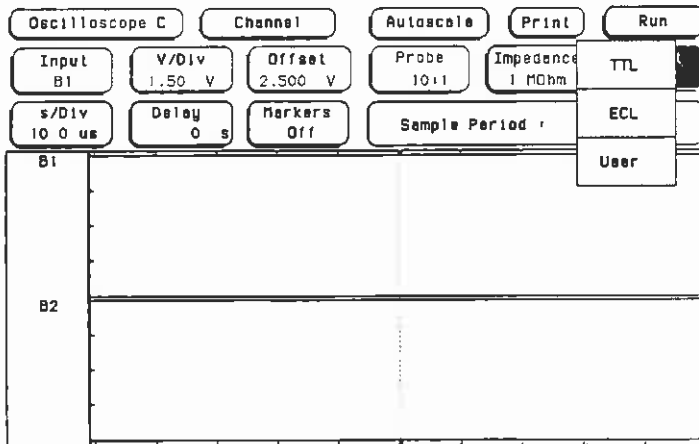 Oscilloscope C Channel Autoscale Print Run
Input V/Div Offset Probe Impedance TTL
B1 1.50 V 2.500 V 10:1 1 MOhm
s/Div Delay Markers Sample Period ECL
10 0 us 0 s Off
User
B1
B2